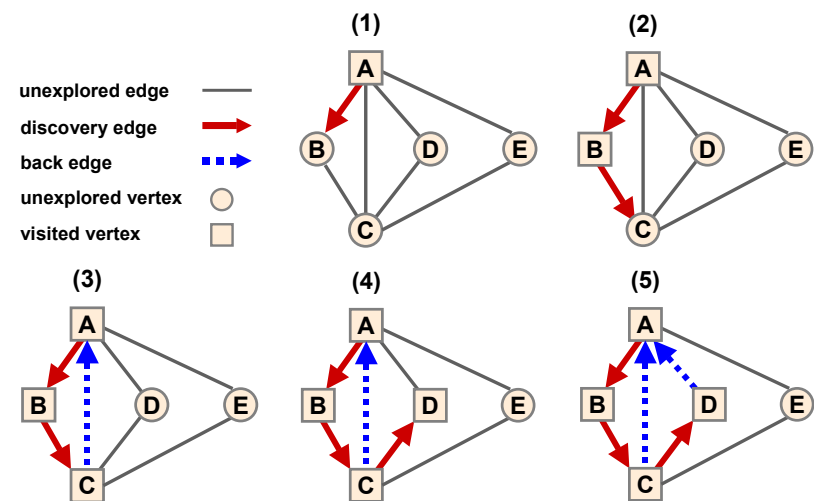 (1)
(2)
unexplored edge
discovery edge
back edge
unexplored vertex
visited vertex
A
B
D
E
C
A
B
D
E
C
(3)
(4)
(5)
A
B
D
E
C
A
B
D
E
C
A
B
D
E
C